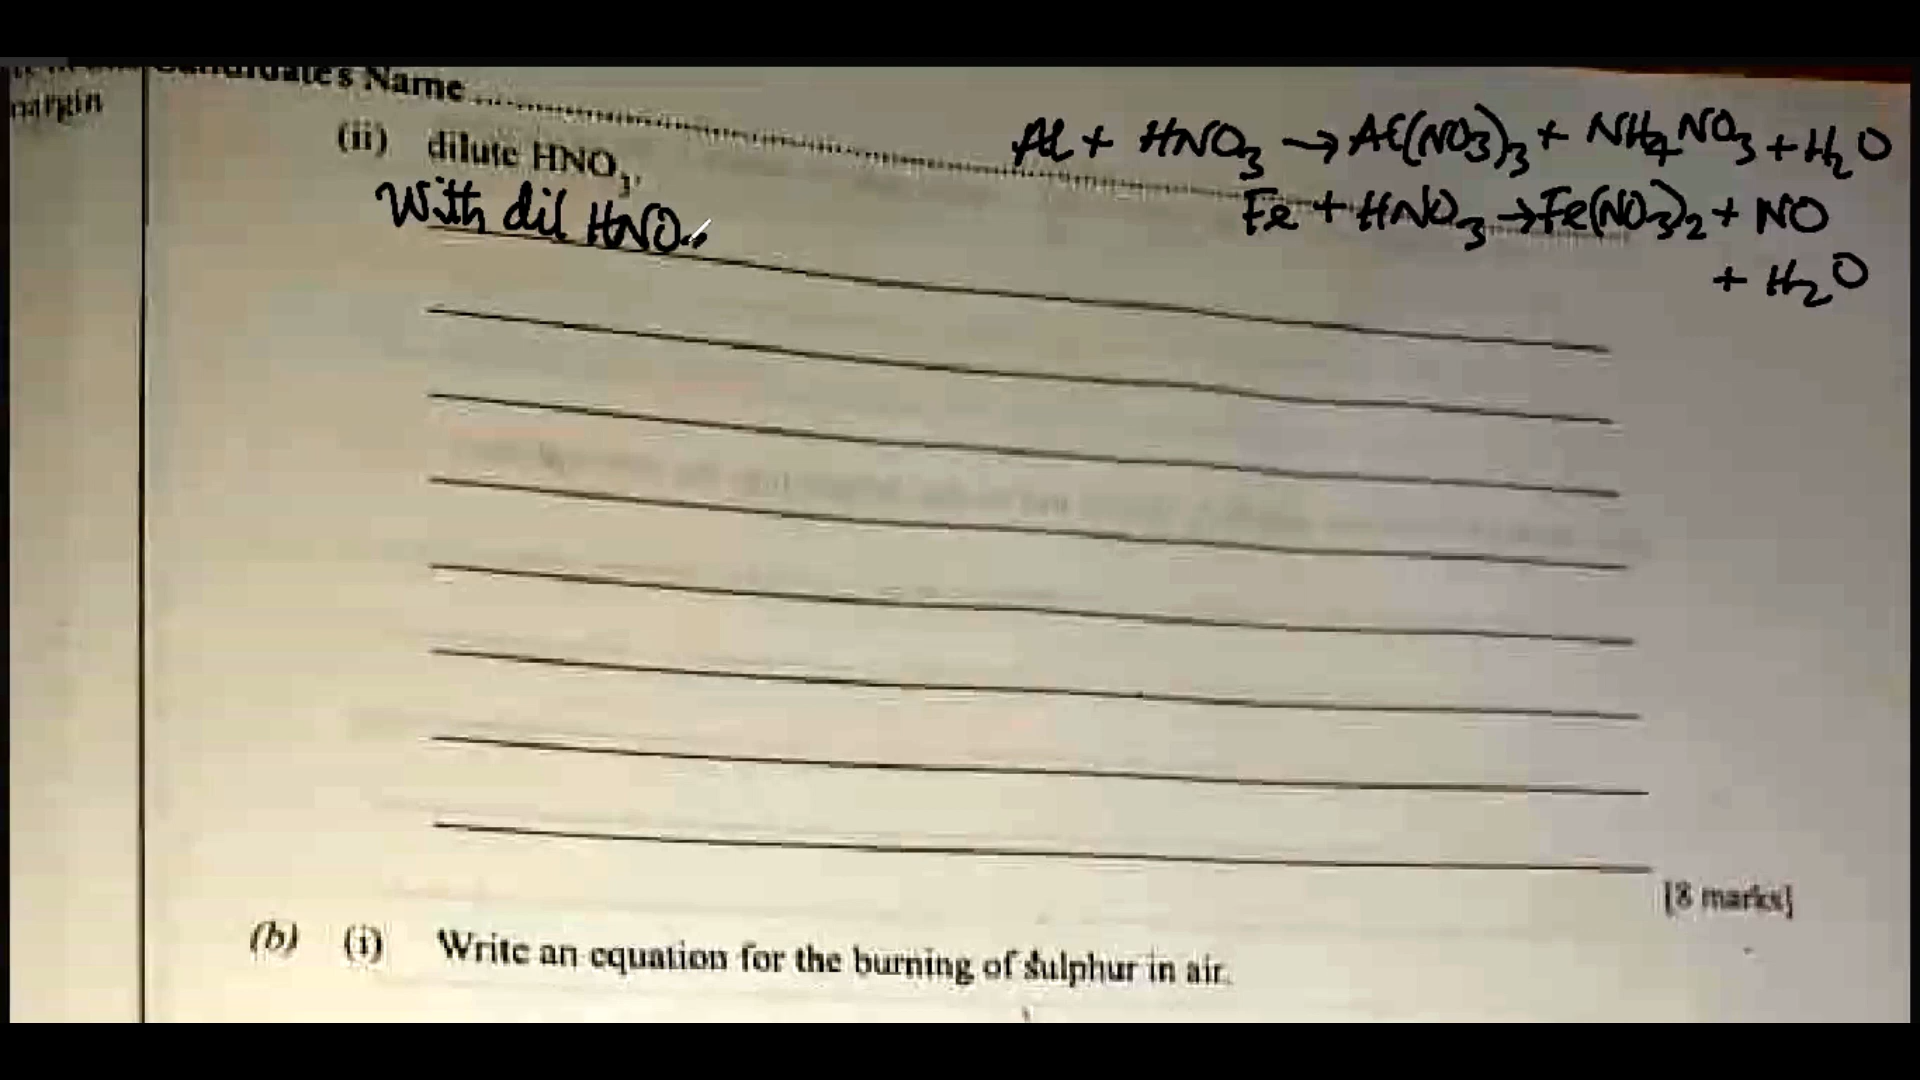 Candidate's Name
margin
(ii) dilute HNO₃,
Al + HNO₃ → Al(NO₃)₃ + NH₄NO₃ + H₂O
Fe + HNO₃ → Fe(NO₃)₂ + NO
+ H₂O
With dil HNO
[8 marks]
(b) (i) Write an equation for the burning of sulphur in air.